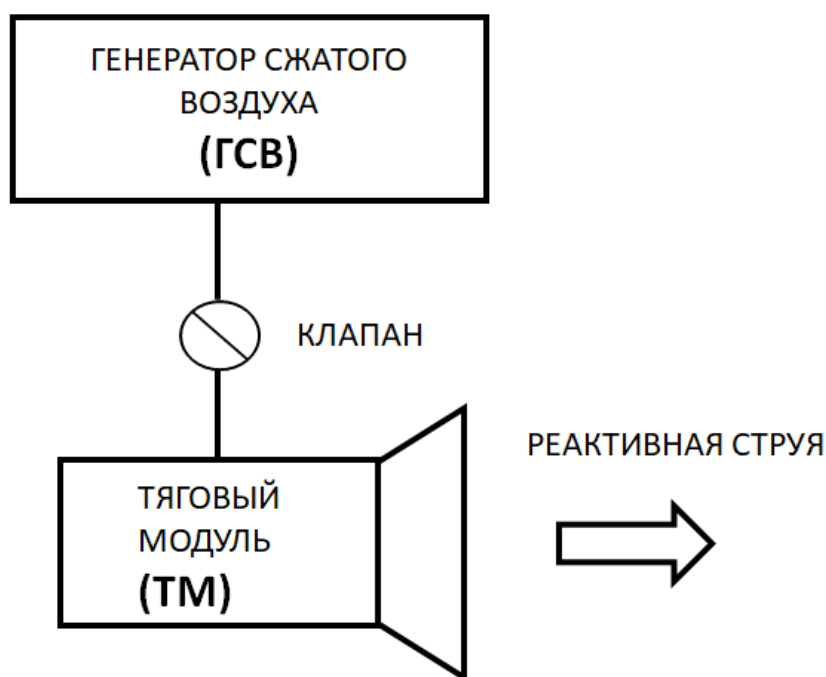 ГЕНЕРАТОР СЖАТОГО
ВОЗДУХА
(ГСВ)
КЛАПАН
РЕАКТИВНАЯ СТРУЯ
ТЯГОВЫЙ
МОДУЛЬ
(ТМ)